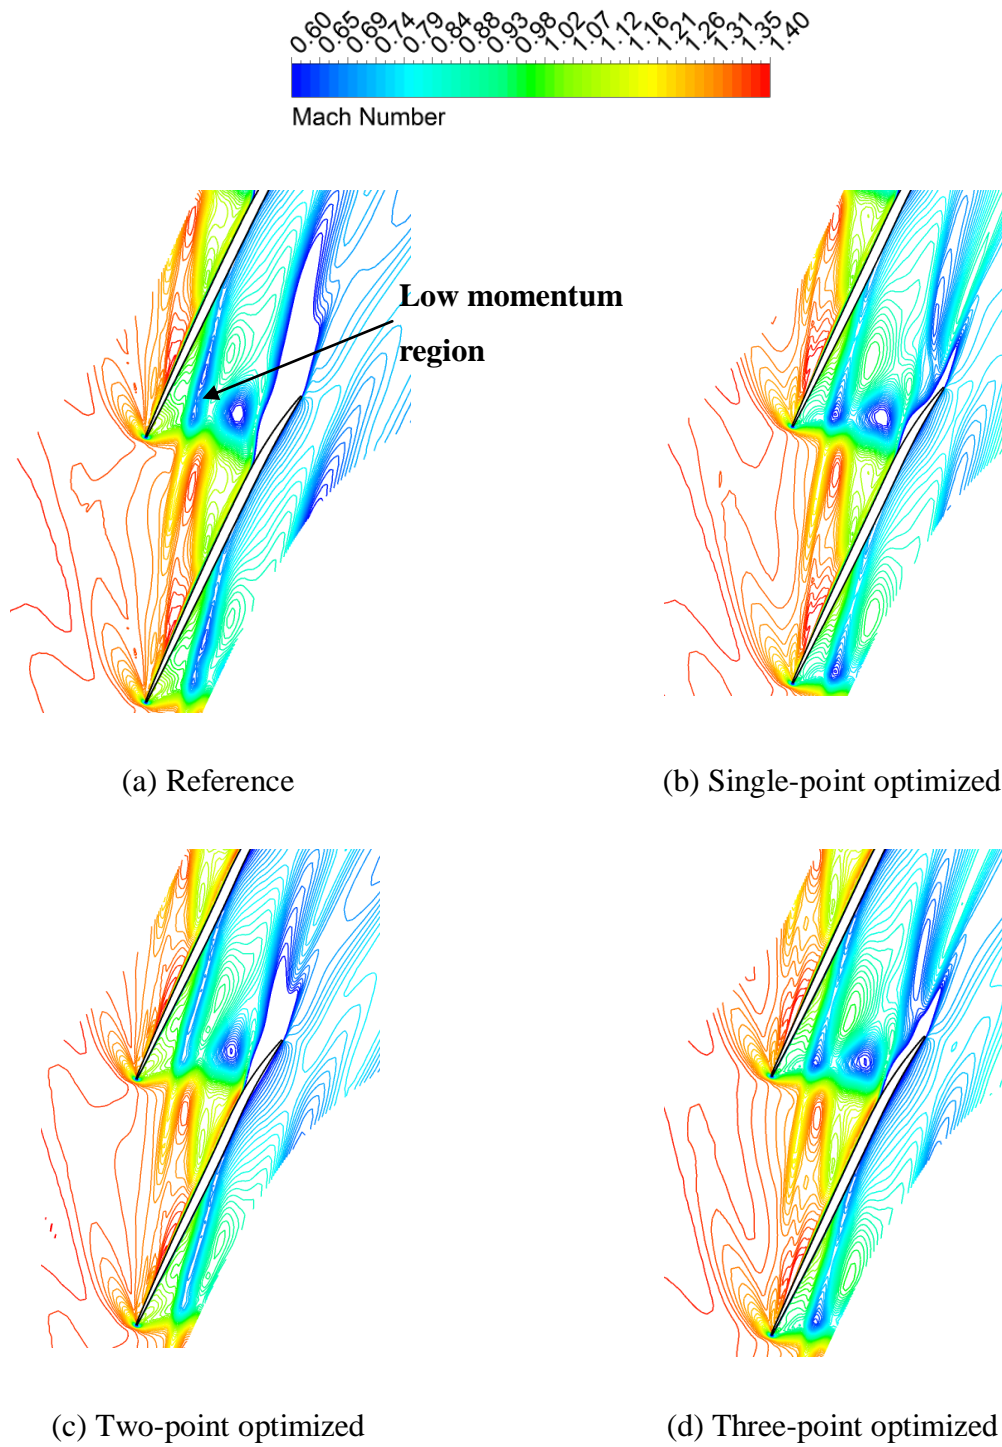 0.60 0.65 0.69 0.74 0.79 0.84 0.88 0.93 0.98 1.02 1.07 1.12 1.16 1.21 1.26 1.31 1.35 1.40
Mach Number
Low momentum
region
(a) Reference
(b) Single-point optimized
(c) Two-point optimized
(d) Three-point optimized